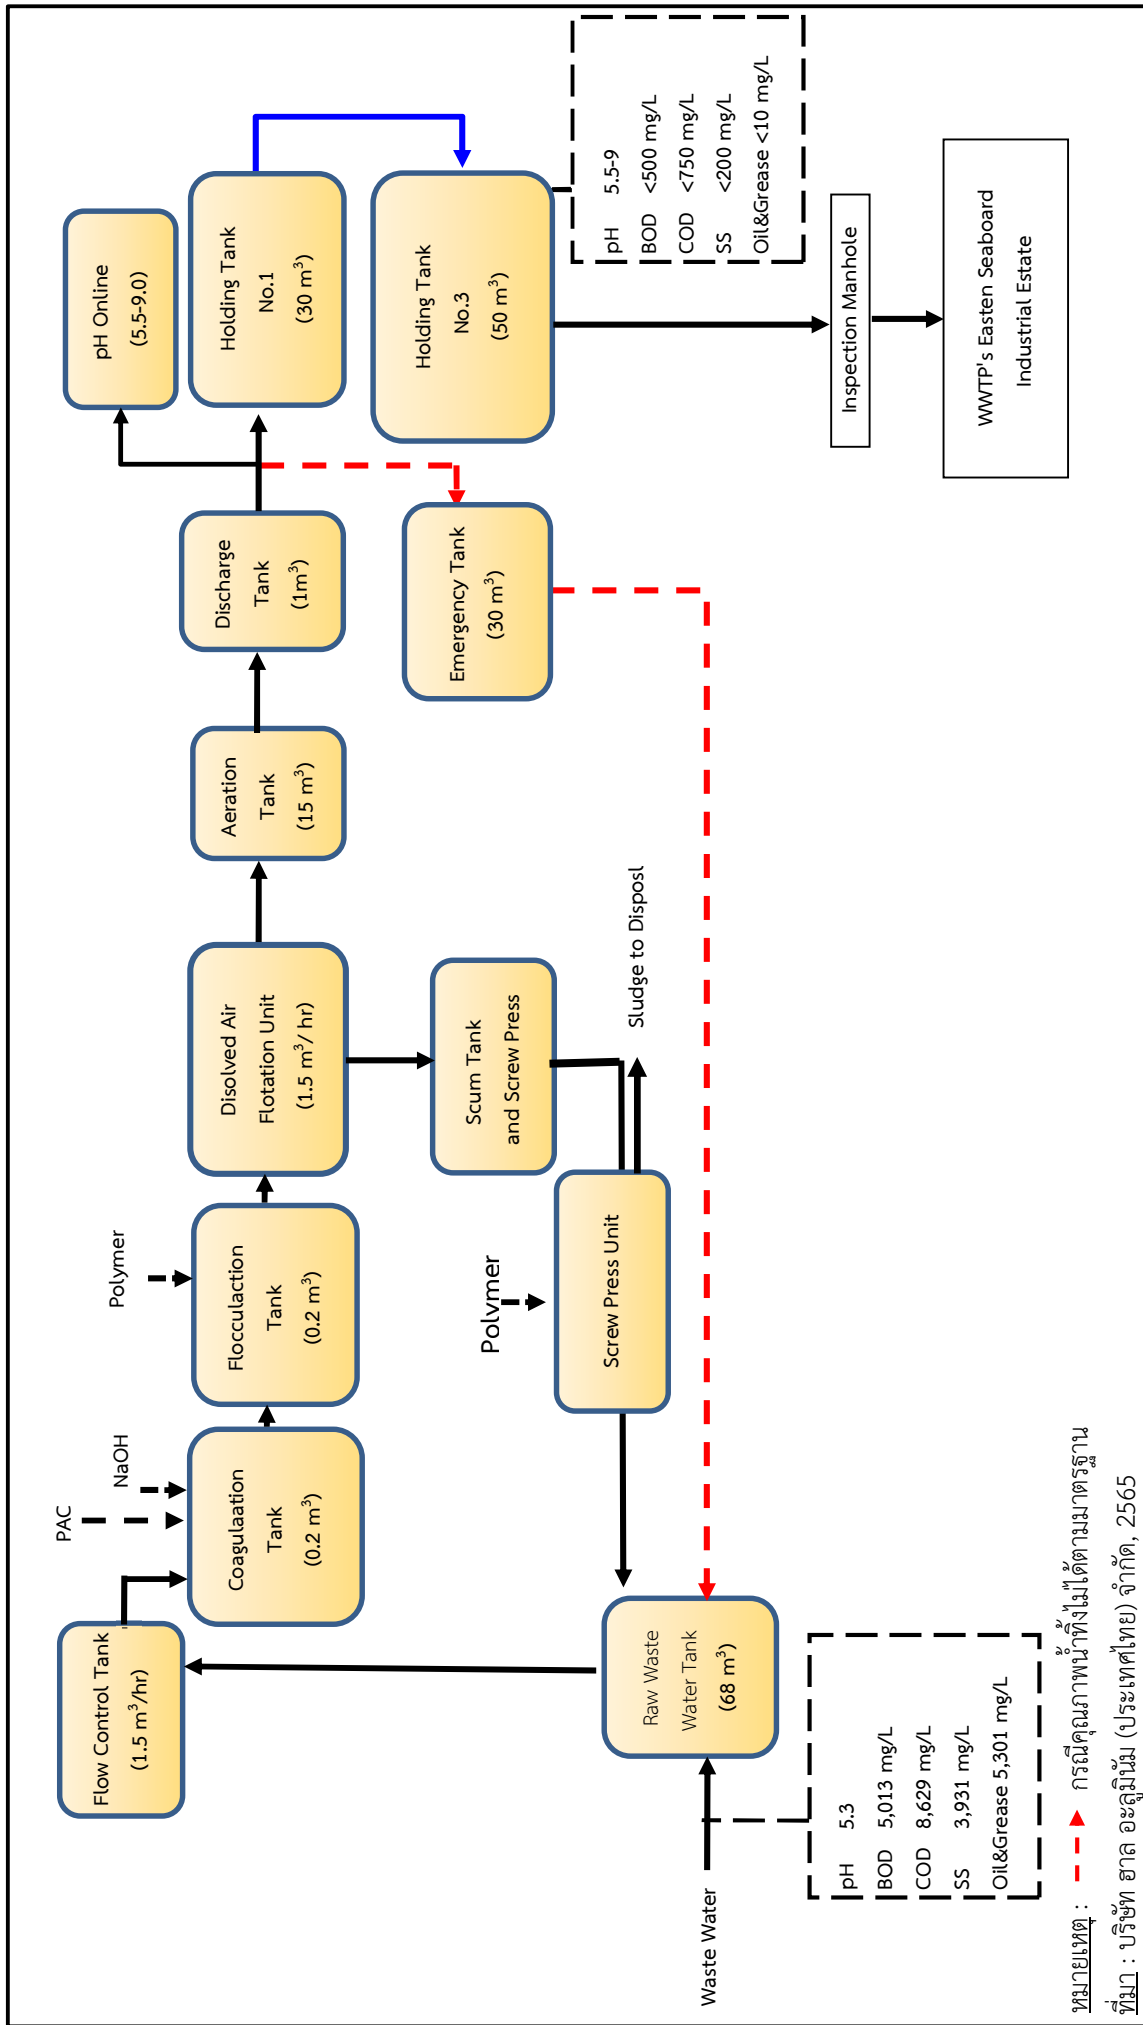 Flow Control Tank
(1.5 m³/hr)
PAC
NaOH
Coagulaation
Tank
(0.2 m³)
Polymer
Flocculaction
Tank
(0.2 m³)
Disolved Air
Flotation Unit
(1.5 m³/ hr)
Aeration
Tank
(15 m³)
Discharge
Tank
(1m³)
pH Online
(5.5-9.0)
Holding Tank
No.1
(30 m³)
Holding Tank
No.3
(50 m³)
Emergency Tank
(30 m³)
Scum Tank
and Screw Press
Polymer
Screw Press Unit
Sludge to Disposl
Raw Waste
Water Tank
(68 m³)
Waste Water
pH 5.3
BOD 5,013 mg/L
COD 8,629 mg/L
SS 3,931 mg/L
Oil&Grease 5,301 mg/L
pH 5.5-9
BOD <500 mg/L
COD <750 mg/L
SS <200 mg/L
Oil&Grease <10 mg/L
Inspection Manhole
WWTP's Easten Seaboard
Industrial Estate
หมายเหตุ : กรณีคุณภาพน้ำทิ้งไม่ได้ตามมาตรฐาน
ที่มา : บริษัท ฮาล อะลูมินัม (ประเทศไทย) จำกัด, 2565